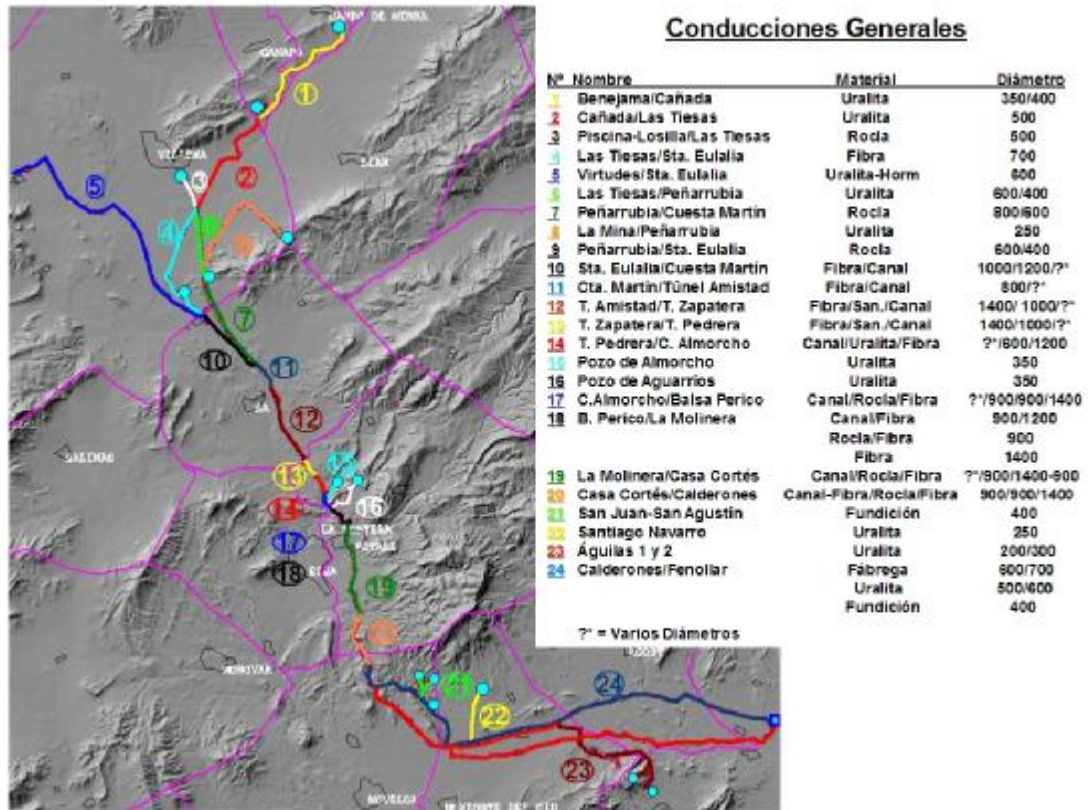 Conducciones Generales
Nº Nombre Material Diámetro
1 Benejama/Cañada Uralita 350/400
2 Cañada/Las Tiesas Uralita 500
3 Piscina-Losilla/Las Tiesas Rocla 500
4 Las Tiesas/Sta. Eulalia Fibra 700
5 Virtudes/Sta. Eulalia Uralita-Horm 600
6 Las Tiesas/Peñarrubia Uralita 600/400
7 Peñarrubia/Cuesta Martín Rocla 800/600
8 La Mina/Peñarrubia Uralita 250
9 Peñarrubia/Sta. Eulalia Rocla 600/400
10 Sta. Eulalia/Cuesta Martín Fibra/Canal 1000/1200/?*
11 Cta. Martín/Túnel Amistad Fibra/Canal 800/?*
12 T. Amistad/T. Zapatera Fibra/San./Canal 1400/ 1000/?*
13 T. Zapatera/T. Pedrera Fibra/San./Canal 1400/1000/?*
14 T. Pedrera/C. Almorcho Canal/Uralita/Fibra ?*/600/1200
15 Pozo de Almorcho Uralita 350
16 Pozo de Aguarrios Uralita 350
17 C.Almorcho/Balsa Perico Canal/Rocla/Fibra ?*/900/900/1400
18 B. Perico/La Molinera Canal/Fibra 900/1200
Rocla/Fibra 900
Fibra 1400
19 La Molinera/Casa Cortés Canal/Rocla/Fibra ?*/900/1400-900
20 Casa Cortés/Calderones Canal-Fibra/Rocla/Fibra 900/900/1400
21 San Juan-San Agustín Fundición 400
22 Santiago Navarro Uralita 250
23 Águilas 1 y 2 Uralita 200/300
24 Calderones/Fenollar Fábrega 600/700
Uralita 500/600
Fundición 400
?* = Varios Diámetros
1
VILLENA
2
3
5
4
7
10
11
SA
12
SALINAS
13
15
14
16
17
18
19
MONOVAR
21
24
22
23
NOVELDA